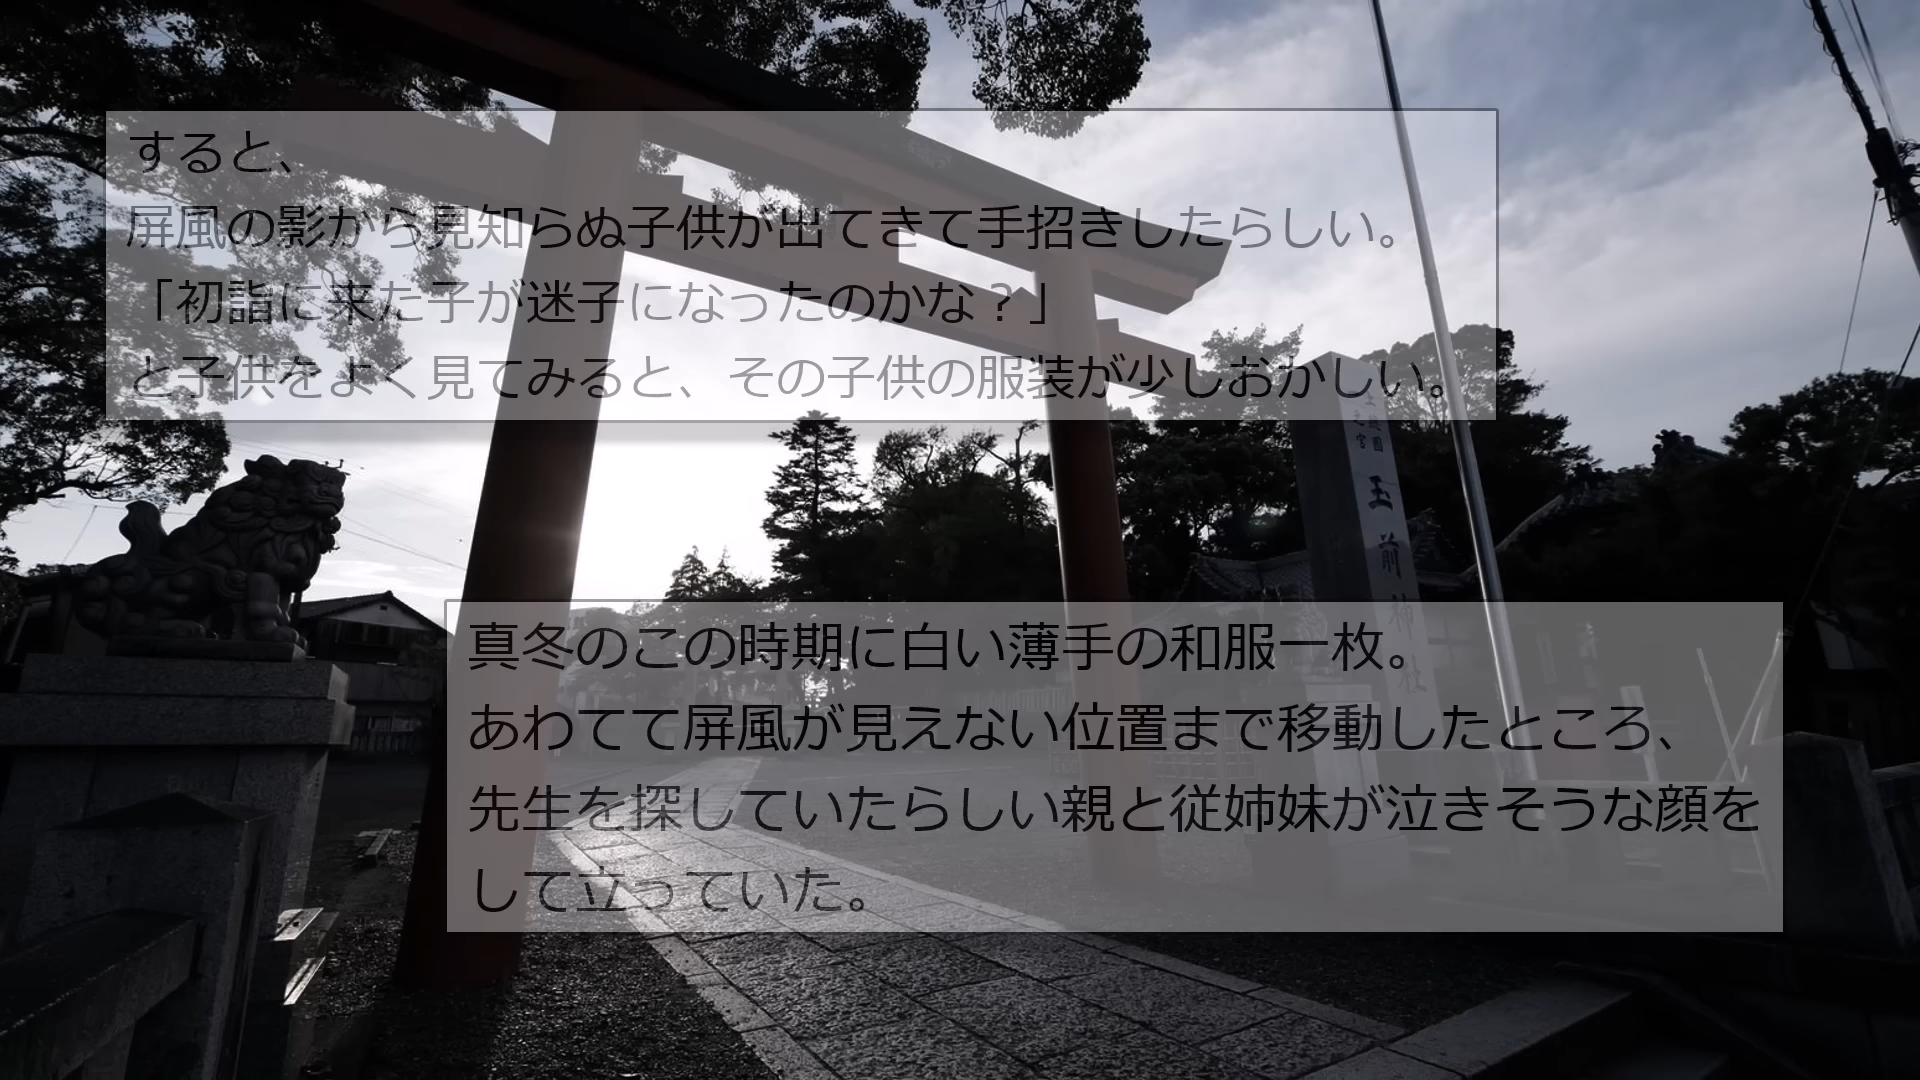 すると、
屏風の影から見知らぬ子供が出てきて手招きしたらしい。
「初詣に来た子が迷子になったのかな？」
と子供をよく見てみると、その子供の服装が少しおかしい。
上総國
一之宮
玉前神社
真冬のこの時期に白い薄手の和服一枚。
あわてて屏風が見えない位置まで移動したところ、
先生を探していたらしい親と従姉妹が泣きそうな顔を
して立っていた。